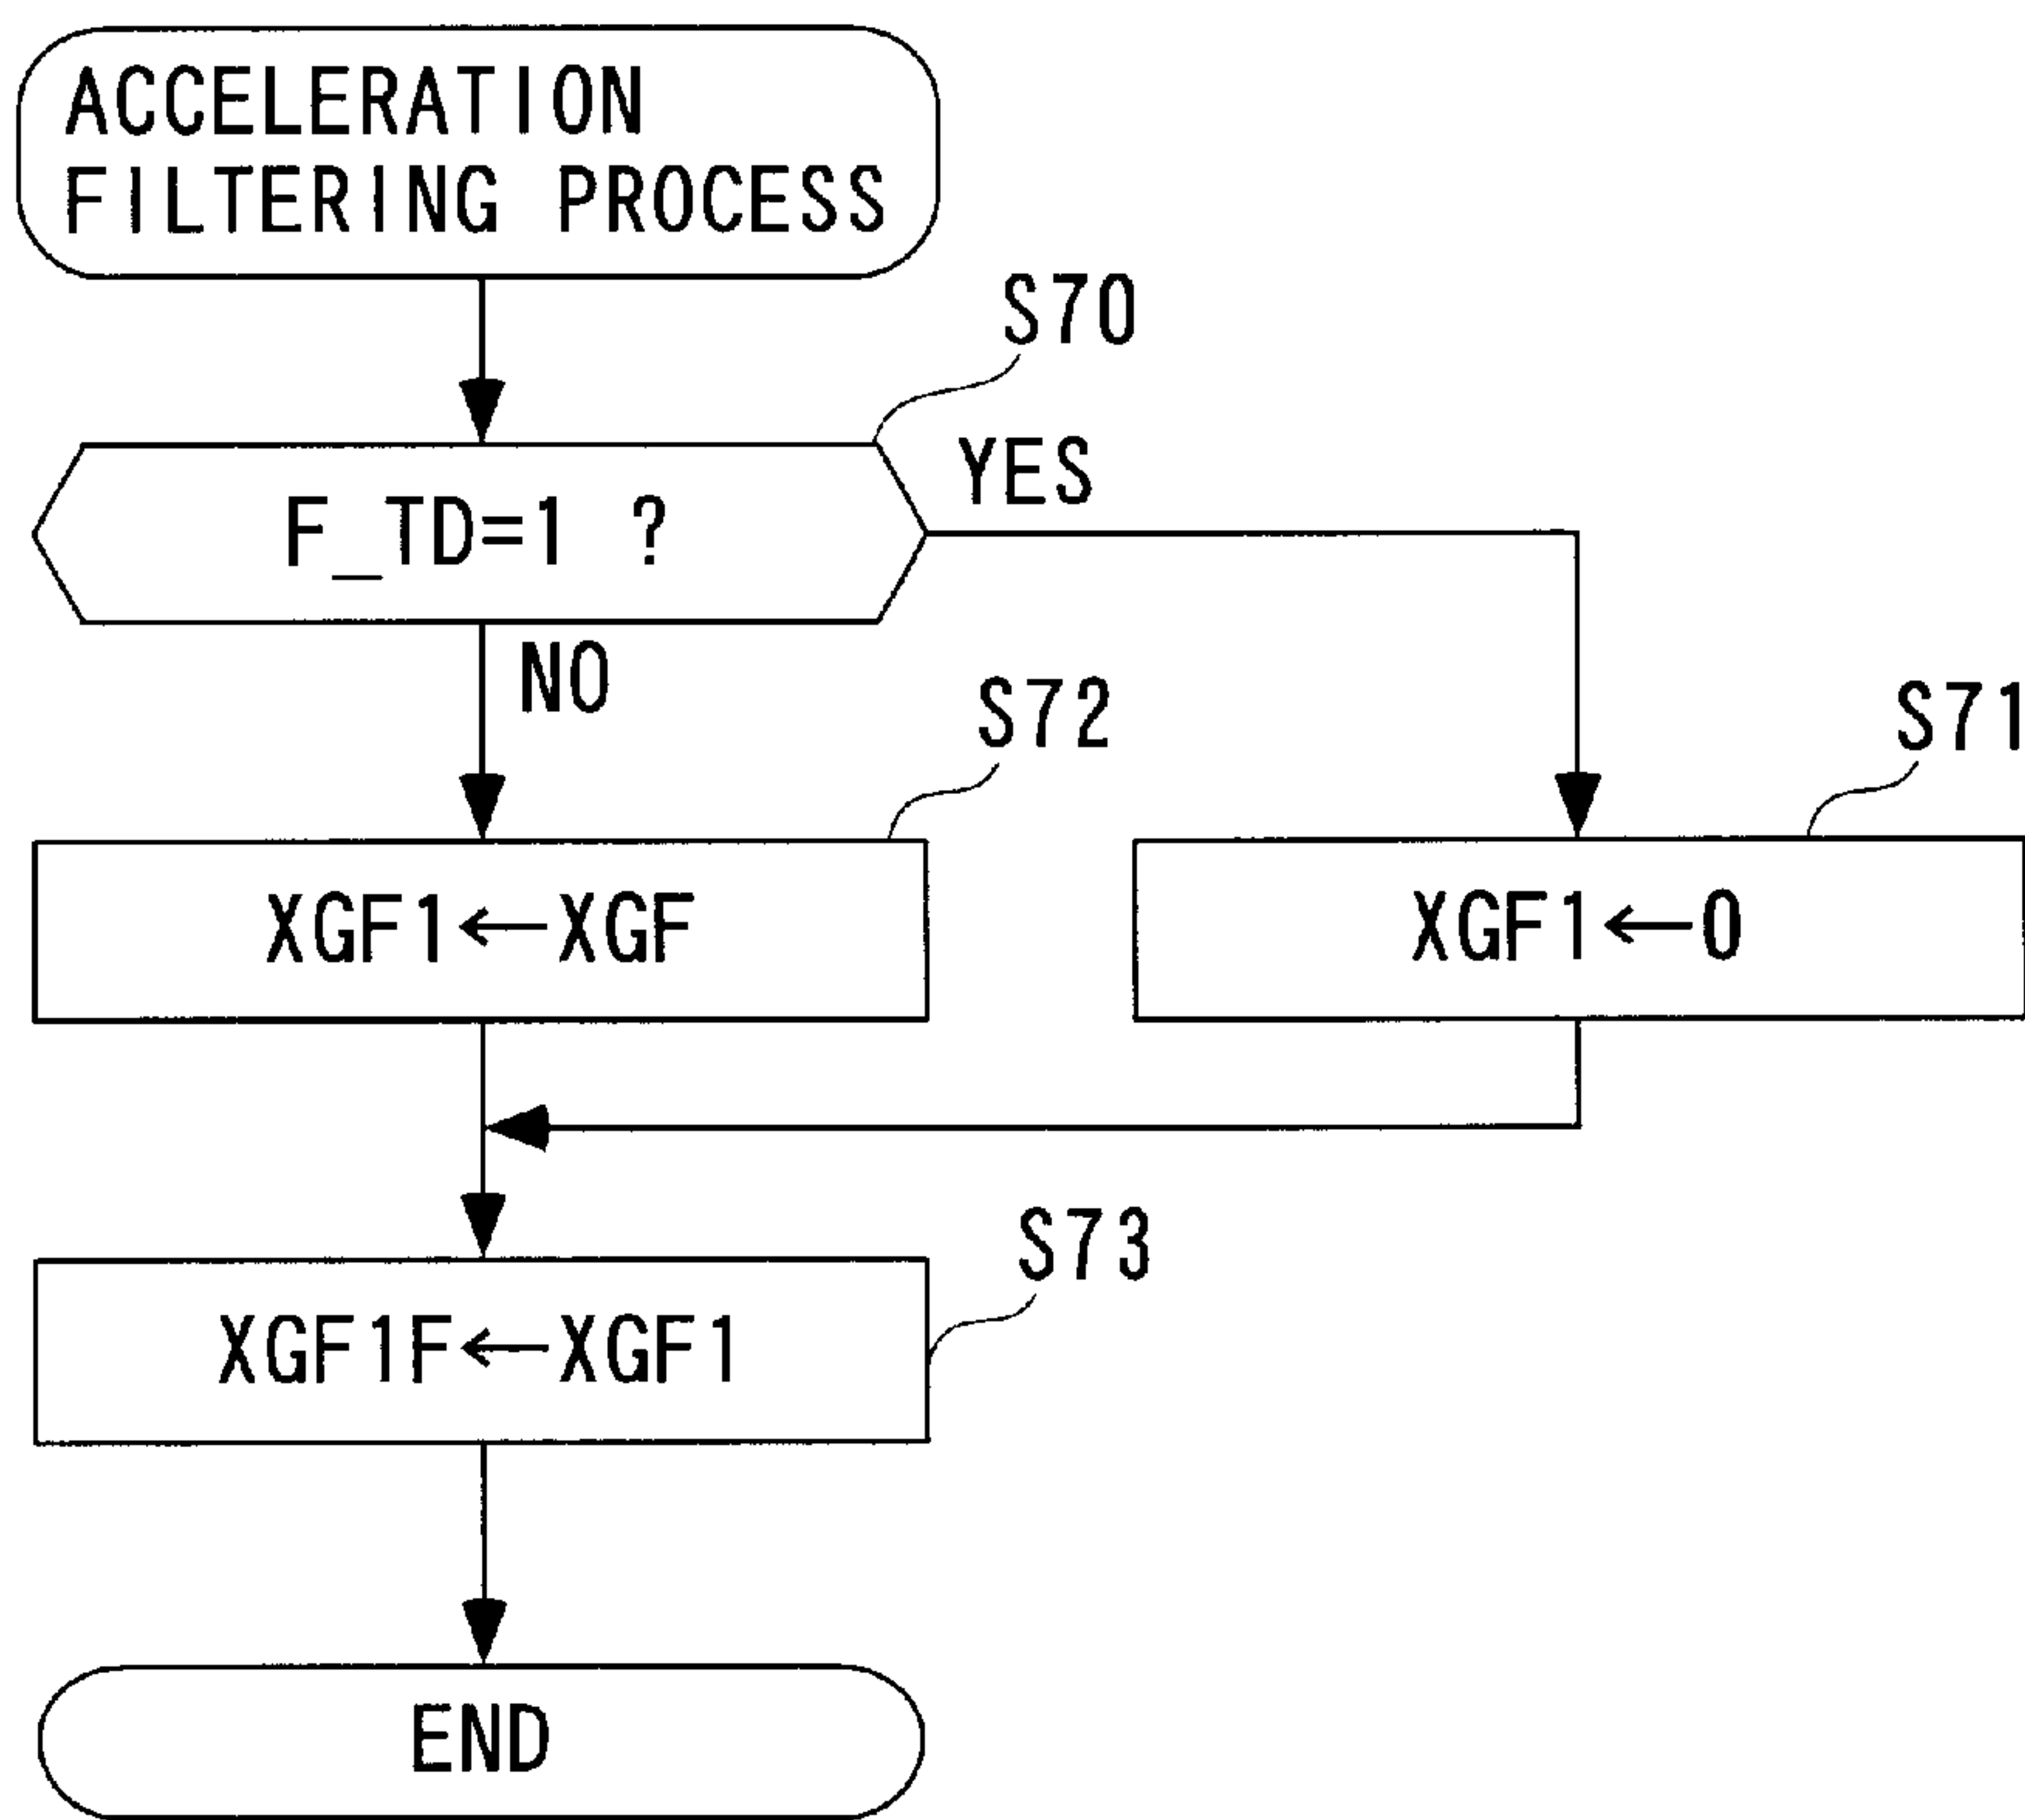 ACCELERATION
FILTERING PROCESS
S70
F_TD=1 ?
YES
NO
S72
S71
XGF1←XGF
XGF1←0
S73
XGF1F←XGF1
END